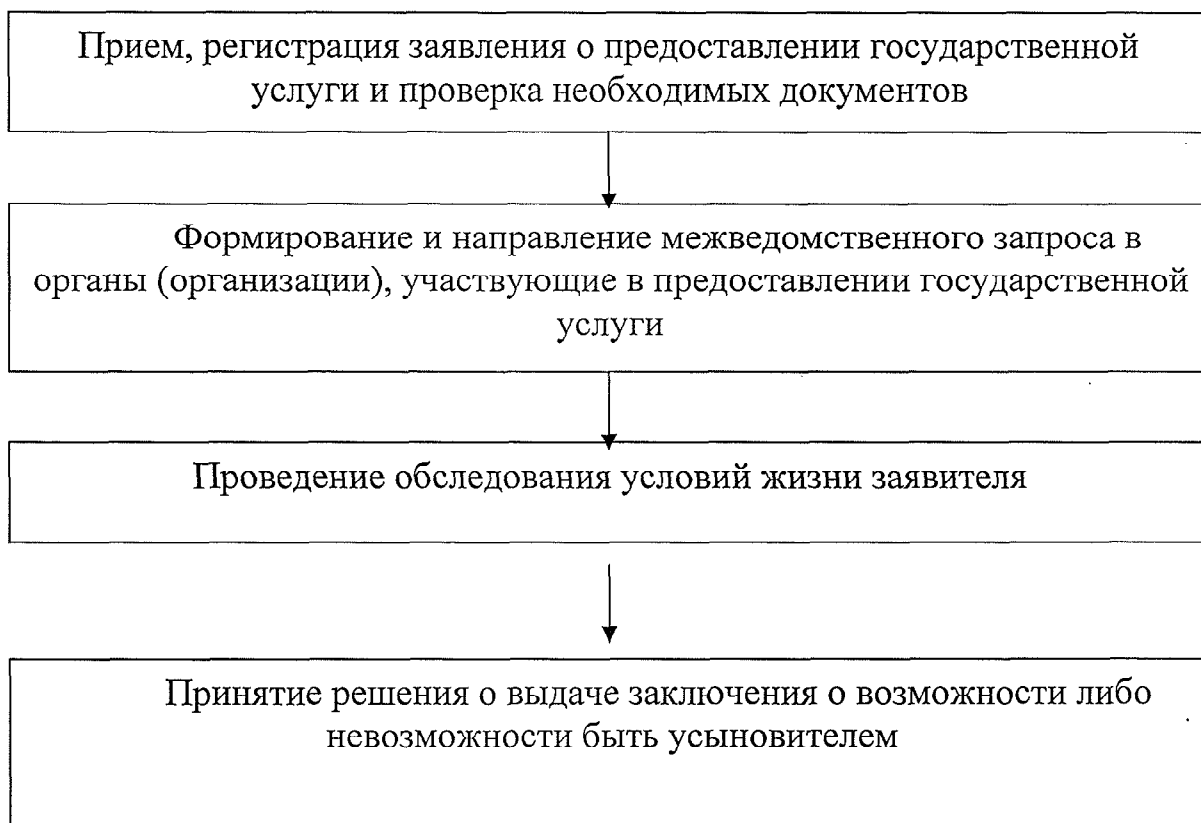 Прием, регистрация заявления о предоставлении государственной
услуги и проверка необходимых документов
Формирование и направление межведомственного запроса в
органы (организации), участвующие в предоставлении государственной
услуги
Проведение обследования условий жизни заявителя
Принятие решения о выдаче заключения о возможности либо
невозможности быть усыновителем